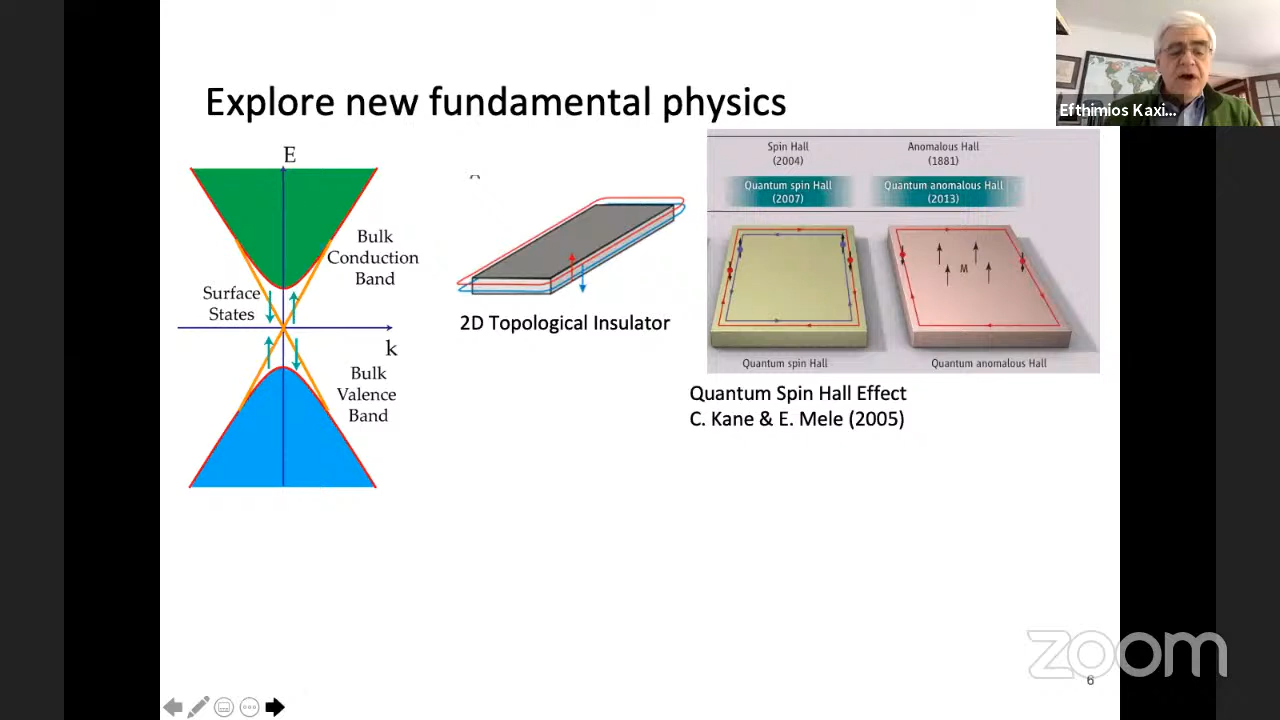 Explore new fundamental physics
Efthimios Kaxi...
E
Bulk
Conduction
Band
Surface
States
k
Bulk
Valence
Band
2D Topological Insulator
Spin Hall
(2004)
Anomalous Hall
(1881)
Quantum spin Hall
(2007)
Quantum anomalous Hall
(2013)
M
Quantum spin Hall
Quantum anomalous Hall
Quantum Spin Hall Effect
C. Kane & E. Mele (2005)
zoom
6